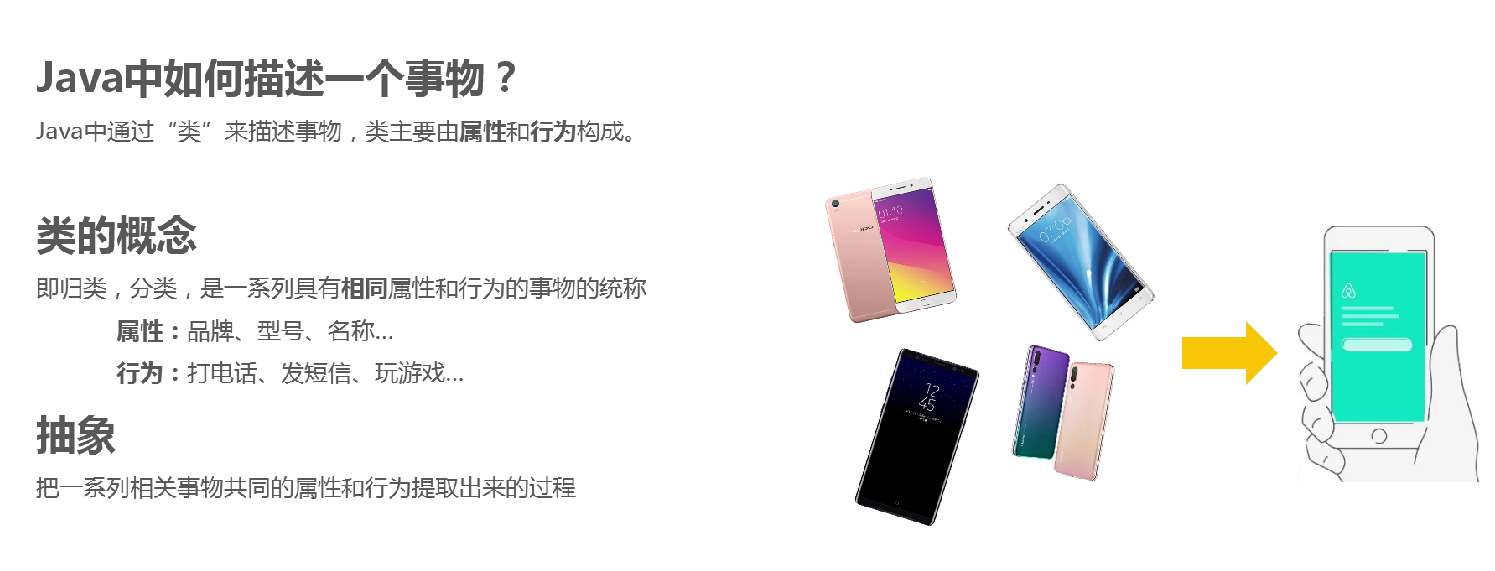 Java中如何描述一个事物？
Java中通过“类”来描述事物，类主要由属性和行为构成。
类的概念
即归类，分类，是一系列具有相同属性和行为的事物的统称
属性：品牌、型号、名称...
行为：打电话、发短信、玩游戏...
抽象
把一系列相关事物共同的属性和行为提取出来的过程
12
45